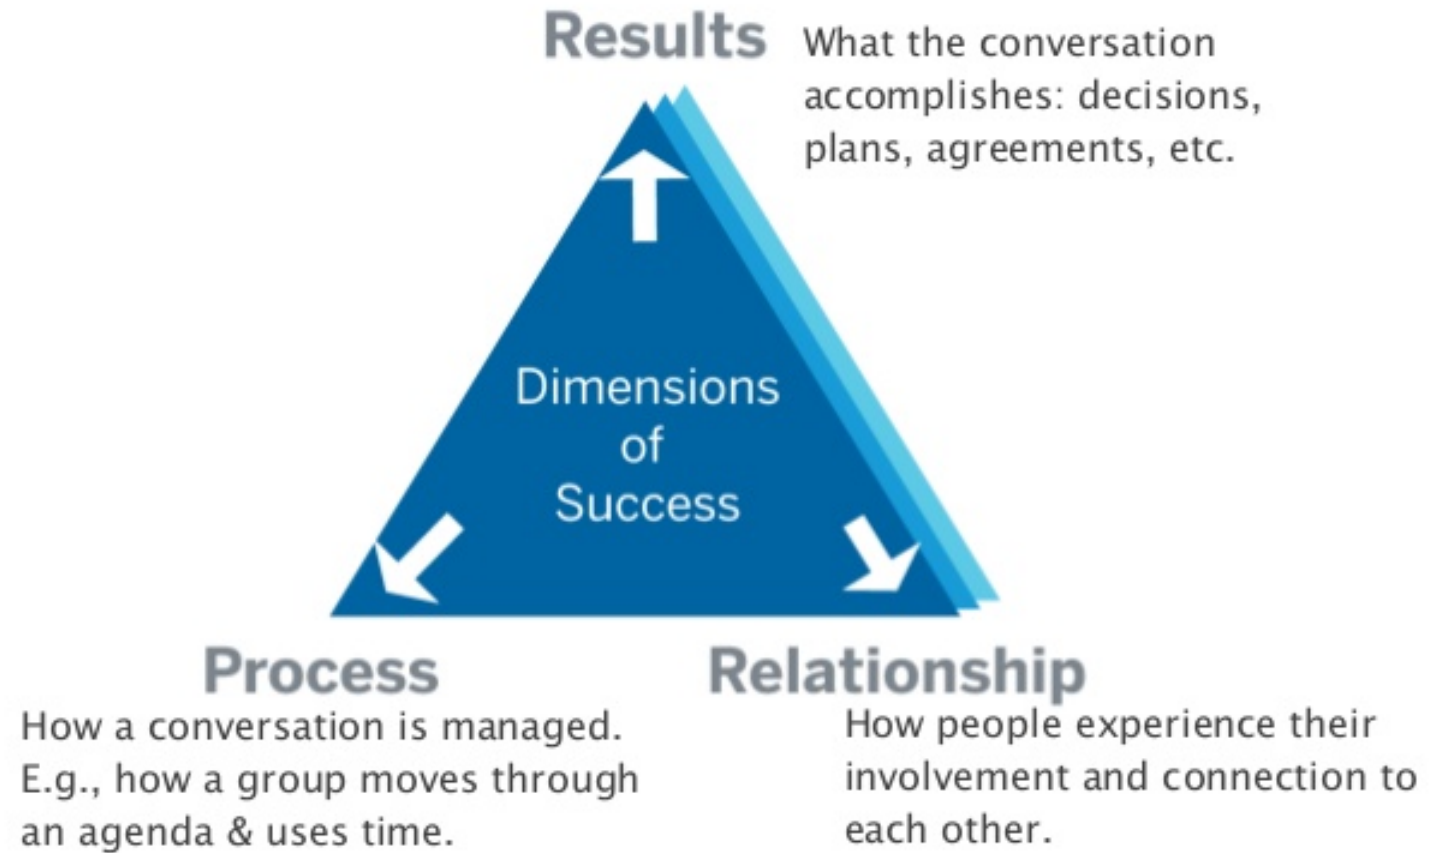 Results
What the conversation
accomplishes: decisions,
plans, agreements, etc.
Dimensions
of
Success
Process
How a conversation is managed.
E.g., how a group moves through
an agenda & uses time.
Relationship
How people experience their
involvement and connection to
each other.